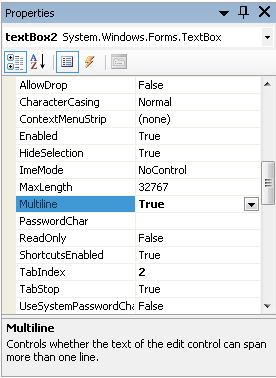 Properties
textBox2 System.Windows.Forms.TextBox
A
Z
AllowDrop False
CharacterCasing Normal
ContextMenuStrip (none)
Enabled True
HideSelection True
ImeMode NoControl
MaxLength 32767
Multiline True
PasswordChar
ReadOnly False
ShortcutsEnabled True
TabIndex 2
TabStop True
UseSystemPasswordCha False
Multiline
Controls whether the text of the edit control can span
more than one line.